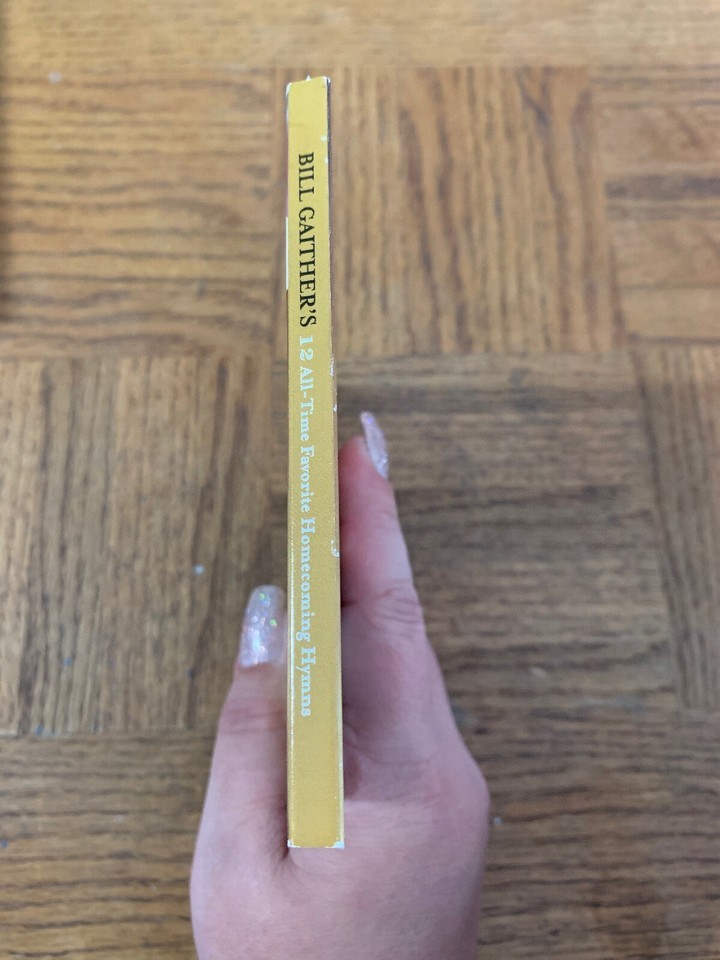 BILL GAITHER'S 12 All-Time Favorite Homecoming Hymns